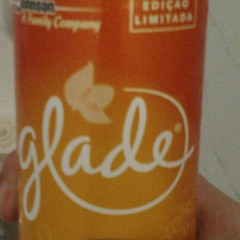 Johnson
A Family Company
EDIÇÃO
LIMITADA
glade®